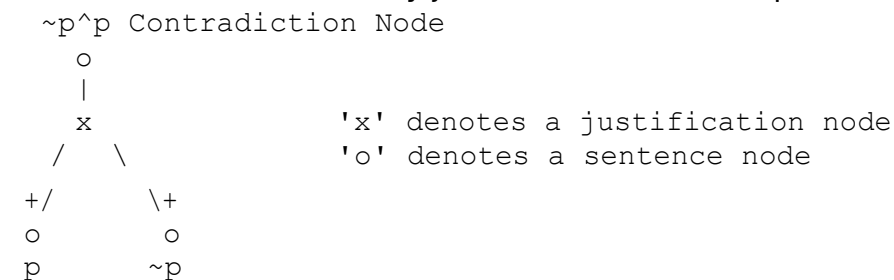 ~p^p Contradiction Node
o
|
x 'x' denotes a justification node
/ \ 'o' denotes a sentence node
+/ \+
o o
p ~p